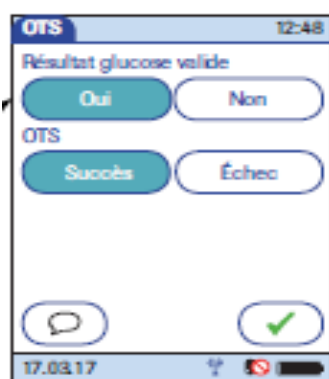 OTS 12:48
Résultat glucose valide
Oui Non
OTS
Succès Échec
17.03.17